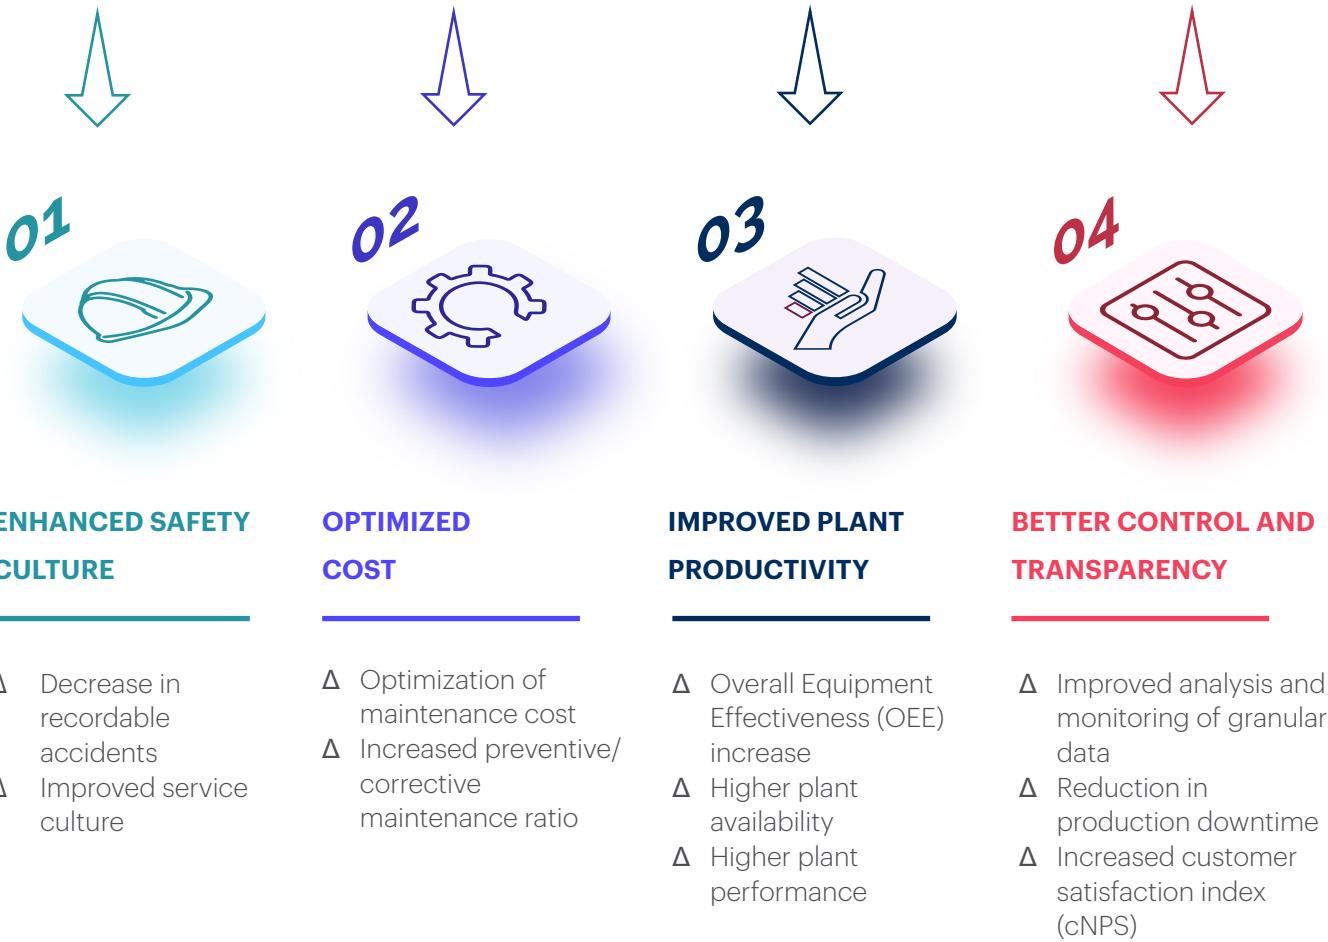 01
02
03
04
ENHANCED SAFETY
CULTURE
Δ Decrease in
recordable
accidents
Δ Improved service
culture
OPTIMIZED
COST
Δ Optimization of
maintenance cost
Δ Increased preventive/
corrective
maintenance ratio
IMPROVED PLANT
PRODUCTIVITY
Δ Overall Equipment
Effectiveness (OEE)
increase
Δ Higher plant
availability
Δ Higher plant
performance
BETTER CONTROL AND
TRANSPARENCY
Δ Improved analysis and
monitoring of granular
data
Δ Reduction in
production downtime
Δ Increased customer
satisfaction index
(cNPS)